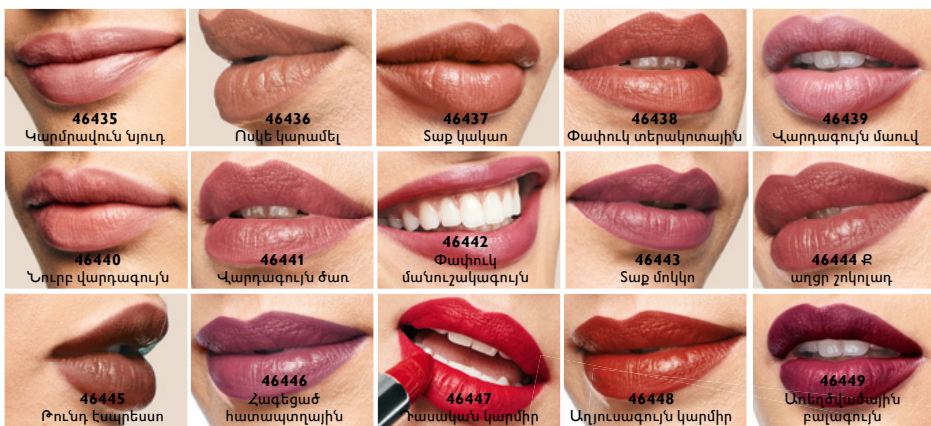 46435
Կարմրավուն նյուդ
46436
Ոսկե կարամել
46437
Տաք կակաո
46438
Փափուկ տերակոտային
46439
Վարդագույն մաուվ
46440
Նուրբ վարդագույն
46441
Վարդագույն ծառ
46442
Փափուկ
մանուշակագույն
46443
Տաք մոկկո
46444 Ք
աղցր շոկոլադ
46445
Թունդ էսպրեսսո
46446
Հագեցած
հատապտղային
46447
Դասական կարմիր
46448
Աղյուսագույն կարմիր
46449
Առեղծվածային
բալագույն